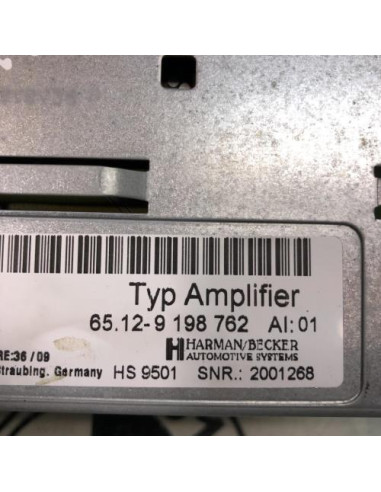 Typ Amplifier
65.12-9 198 762 AI: 01
RE:36 / 09 HARMAN/BECKER
AUTOMOTIVE SYSTEMS
Straubing. Germany HS 9501 SNR.: 2001268